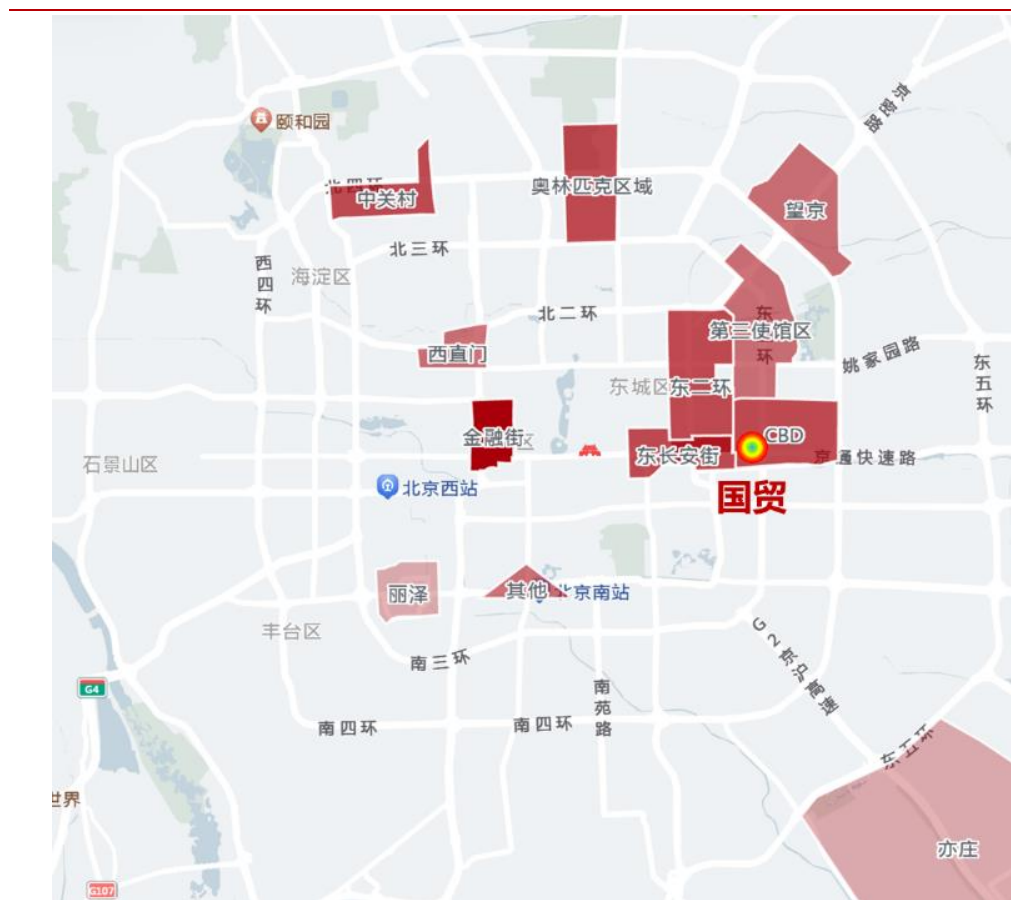 京密路
颐和园
北四环
中关村
奥林匹克区域
望京
北三环
西四环
海淀区
北二环
东三环
第三使馆区
姚家园路
西直门
东五环
东城区
东二环
金融街
区
CBD
石景山区
东长安街
京通快速路
北京西站
国贸
丽泽
其他
北京南站
丰台区
G2京沪高速
南三环
G4
南苑路
南四环
南四环
东五环
世界
亦庄
G107